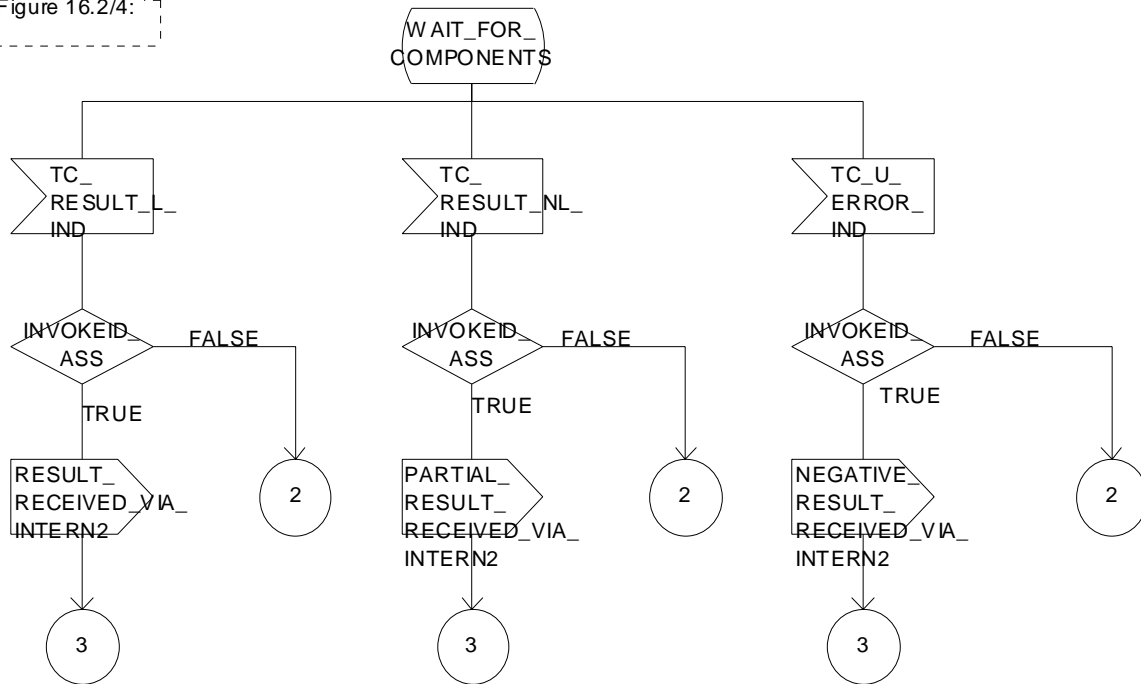 Figure 16.2/4:
WAIT_FOR_
COMPONENTS
TC_
RESULT_L_
IND
TC_
RESULT_NL_
IND
TC_U_
ERROR_
IND
INVOKEID_
ASS
FALSE
TRUE
INVOKEID_
ASS
FALSE
TRUE
INVOKEID_
ASS
FALSE
TRUE
RESULT_
RECEIVED_VIA_
INTERN2
2
PARTIAL_
RESULT_
RECEIVED_VIA_
INTERN2
2
NEGATIVE_
RESULT_
RECEIVED_VIA_
INTERN2
2
3
3
3